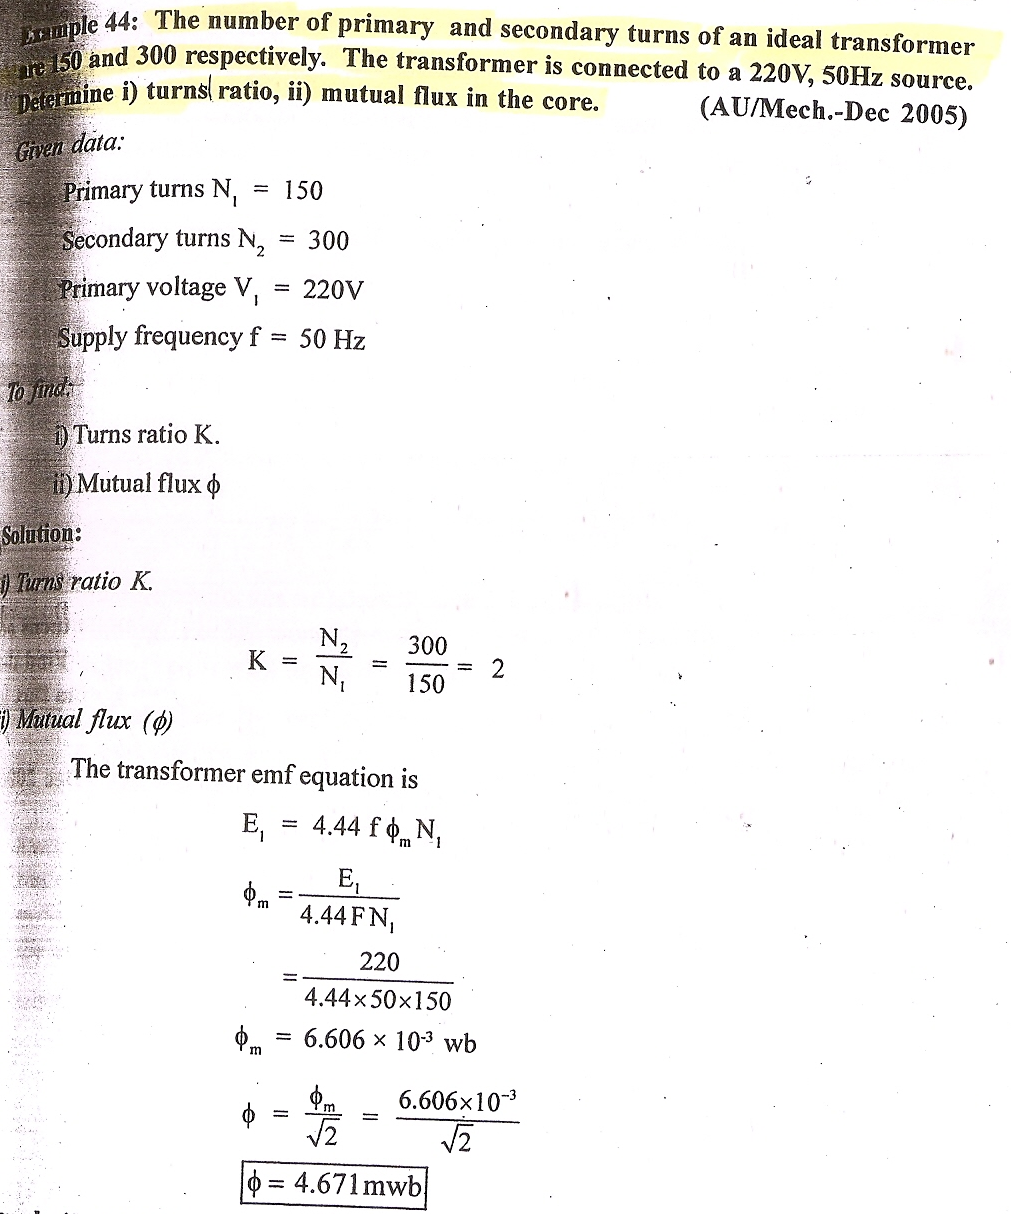 Example 44: The number of primary and secondary turns of an ideal transformer
are 150 and 300 respectively. The transformer is connected to a 220V, 50Hz source.
Determine i) turns ratio, ii) mutual flux in the core. (AU/Mech.-Dec 2005)
Given data:
Primary turns N₁ = 150
Secondary turns N₂ = 300
Primary voltage V₁ = 220V
Supply frequency f = 50 Hz
To find:
i) Turns ratio K.
ii) Mutual flux ϕ
Solution:
i) Turns ratio K.
K = N₂/N₁ = 300/150 = 2
i) Mutual flux (ϕ)
The transformer emf equation is
E₁ = 4.44 f ϕₘ N₁
ϕₘ = E₁/4.44 F N₁
= 220/4.44×50×150
ϕₘ = 6.606 × 10⁻³ wb
ϕ = ϕₘ/√2 = 6.606×10⁻³/√2
ϕ = 4.671mwb